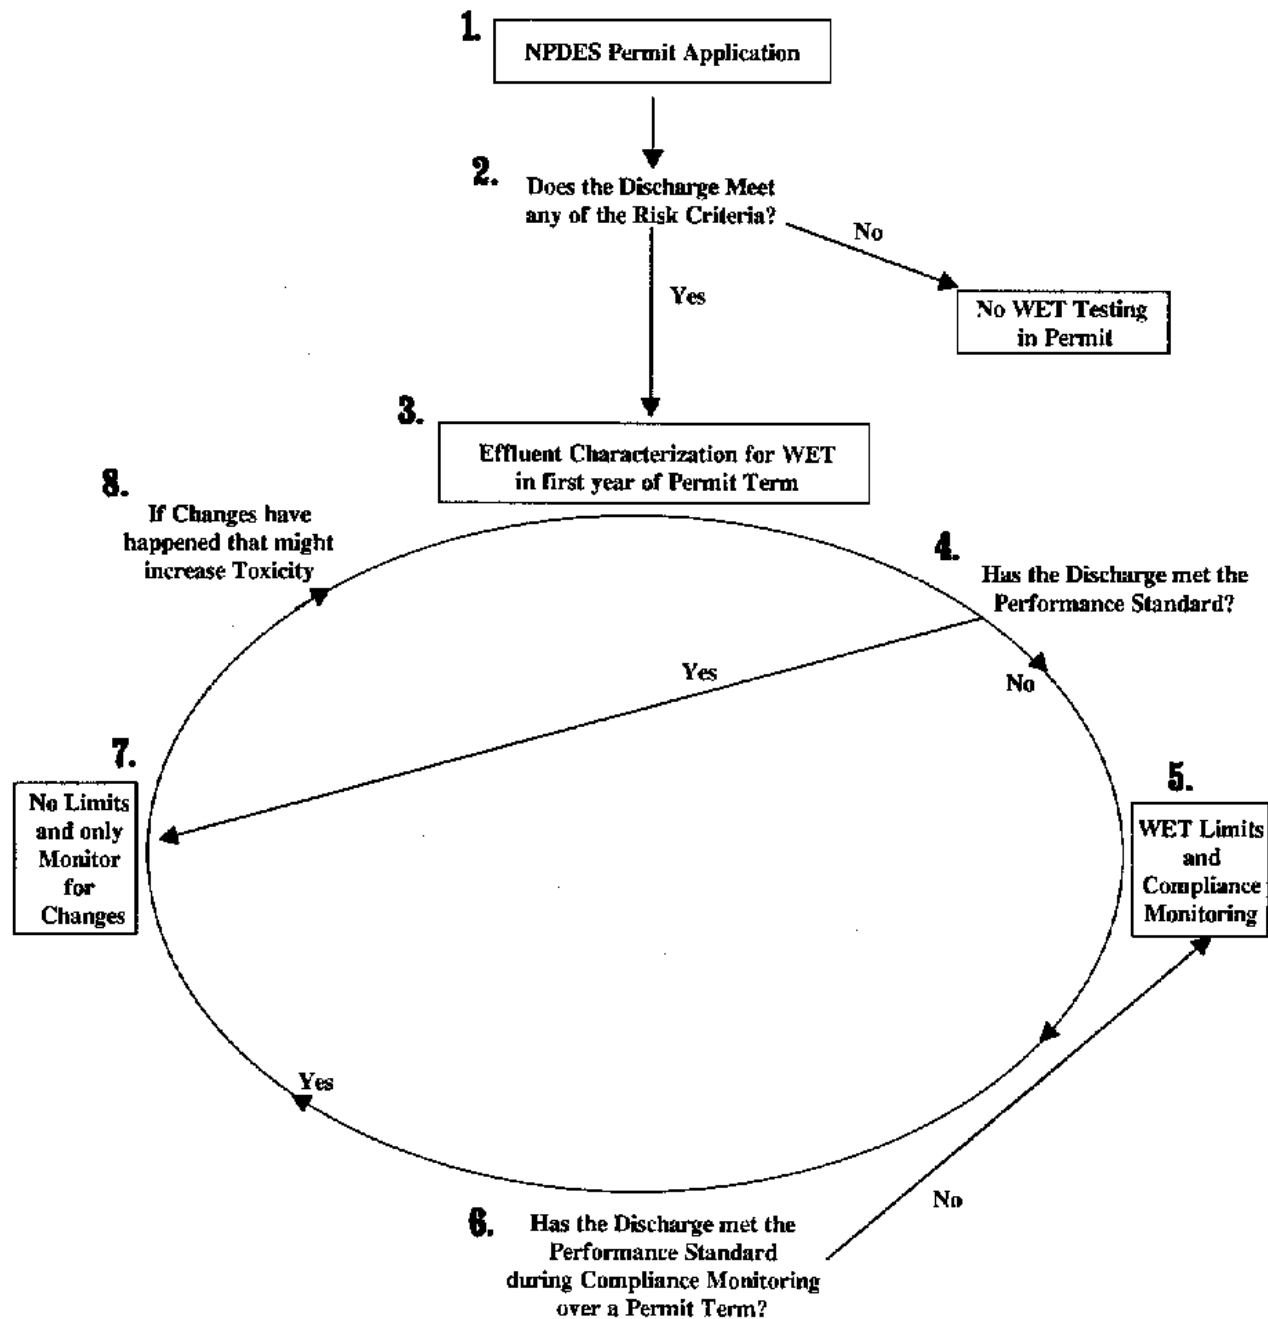 1.
NPDES Permit Application
2.
Does the Discharge Meet
any of the Risk Criteria?
No
Yes
No WET Testing
in Permit
3.
Effluent Characterization for WET
in first year of Permit Term
8.
If Changes have
happened that might
increase Toxicity
4.
Has the Discharge met the
Performance Standard?
Yes
No
7.
No Limits
and only
Monitor
for
Changes
5.
WET Limits
and
Compliance
Monitoring
Yes
No
6.
Has the Discharge met the
Performance Standard
during Compliance Monitoring
over a Permit Term?